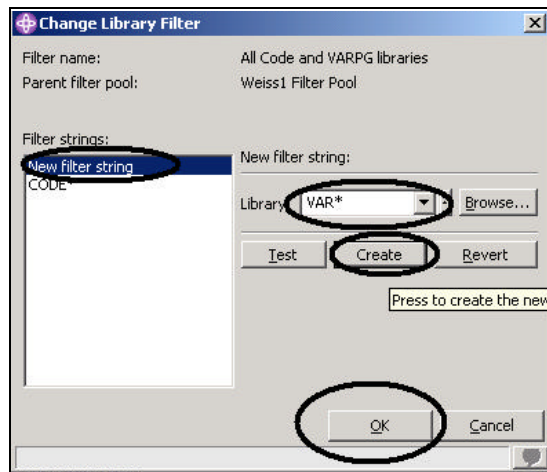 Change Library Filter
Filter name: All Code and VARPG libraries
Parent filter pool: Weiss1 Filter Pool
Filter strings:
New filter string
CODE*
New filter string:
Library VAR* Browse...
Test Create Revert
Press to create the new
OK Cancel